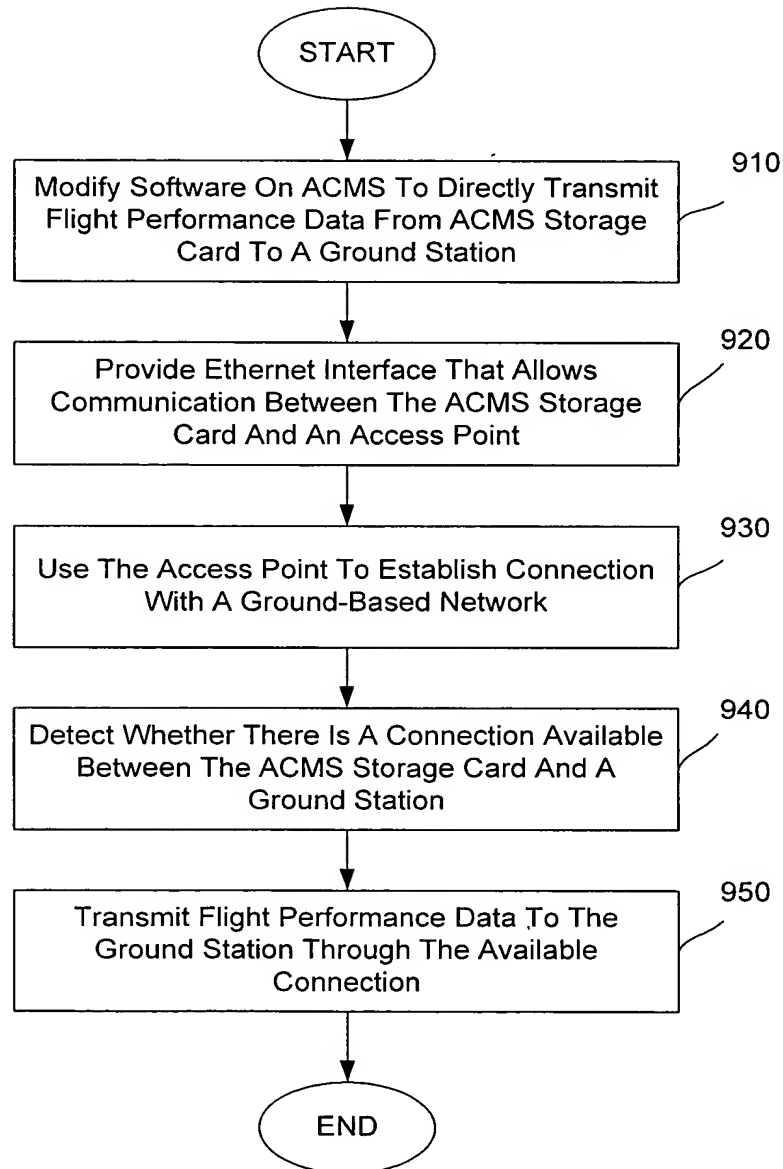 START
910
Modify Software On ACMS To Directly Transmit
Flight Performance Data From ACMS Storage
Card To A Ground Station
920
Provide Ethernet Interface That Allows
Communication Between The ACMS Storage
Card And An Access Point
930
Use The Access Point To Establish Connection
With A Ground-Based Network
940
Detect Whether There Is A Connection Available
Between The ACMS Storage Card And A
Ground Station
950
Transmit Flight Performance Data To The
Ground Station Through The Available
Connection
END